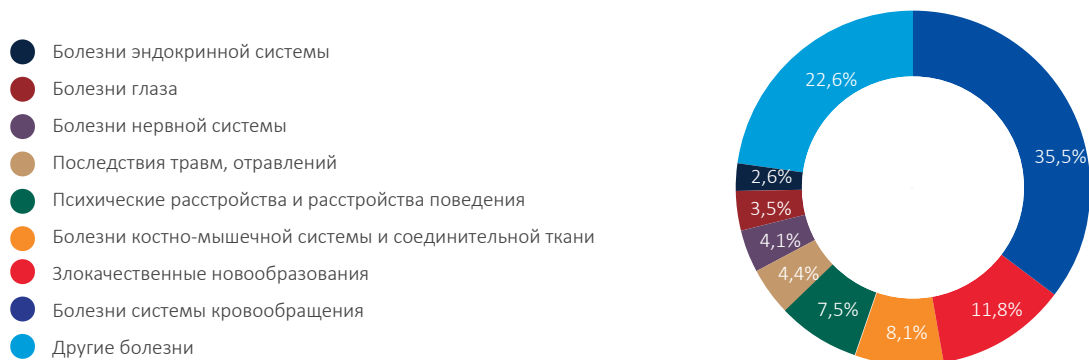 Болезни эндокринной системы
Болезни глаза
Болезни нервной системы
Последствия травм, отравлений
Психические расстройства и расстройства поведения
Болезни костно-мышечной системы и соединительной ткани
Злокачественные новообразования
Болезни системы кровообращения
Другие болезни
22,6%
35,5%
2,6%
3,5%
4,1%
4,4%
7,5%
8,1%
11,8%